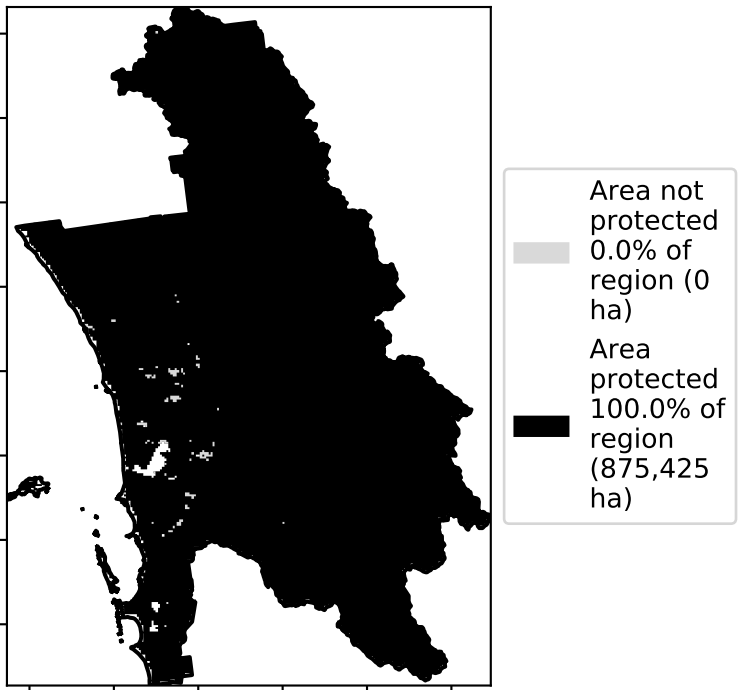 Area not
protected
0.0% of
region (0
ha)
Area
protected
100.0% of
region
(875,425
ha)